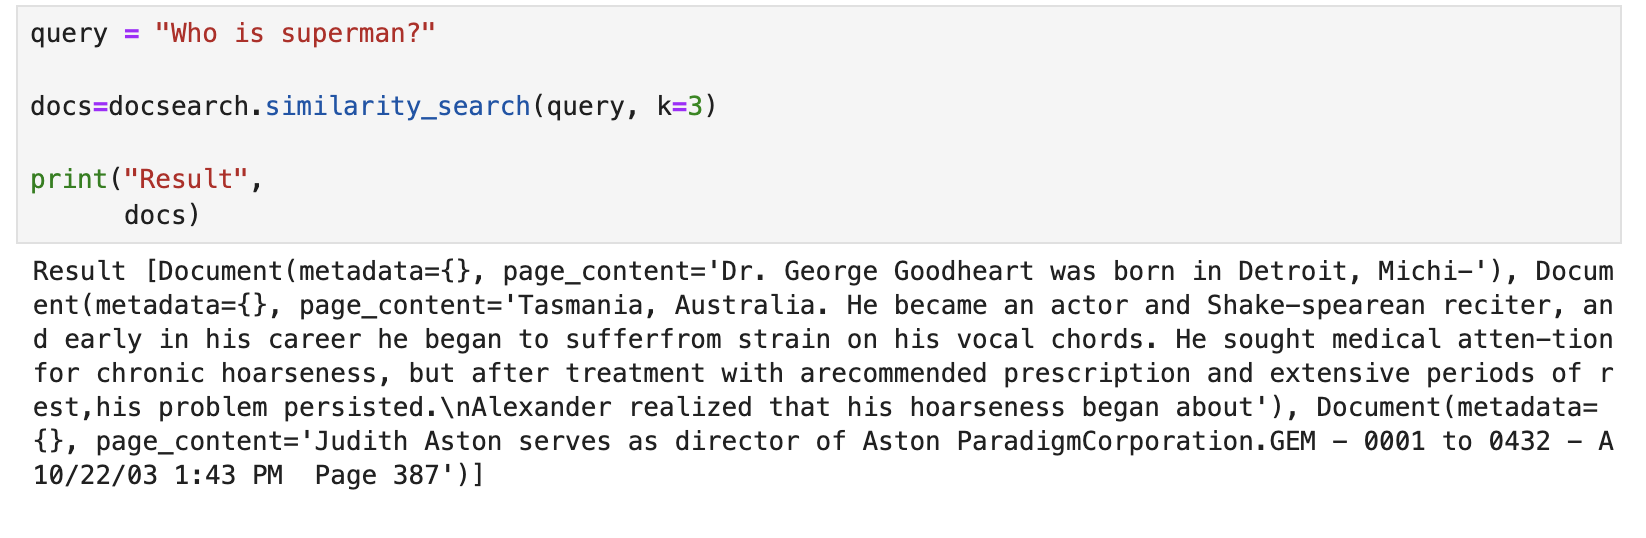 query = "Who is superman?"
docs=docsearch.similarity_search(query, k=3)
print("Result",
      docs)
Result [Document(metadata={}, page_content='Dr. George Goodheart was born in Detroit, Michi-'), Docum
ent(metadata={}, page_content='Tasmania, Australia. He became an actor and Shake-spearean reciter, an
d early in his career he began to sufferfrom strain on his vocal chords. He sought medical atten-tion
for chronic hoarseness, but after treatment with arecommended prescription and extensive periods of r
est,his problem persisted.\nAlexander realized that his hoarseness began about'), Document(metadata=
{}, page_content='Judith Aston serves as director of Aston ParadigmCorporation.GEM - 0001 to 0432 - A
10/22/03 1:43 PM  Page 387')]